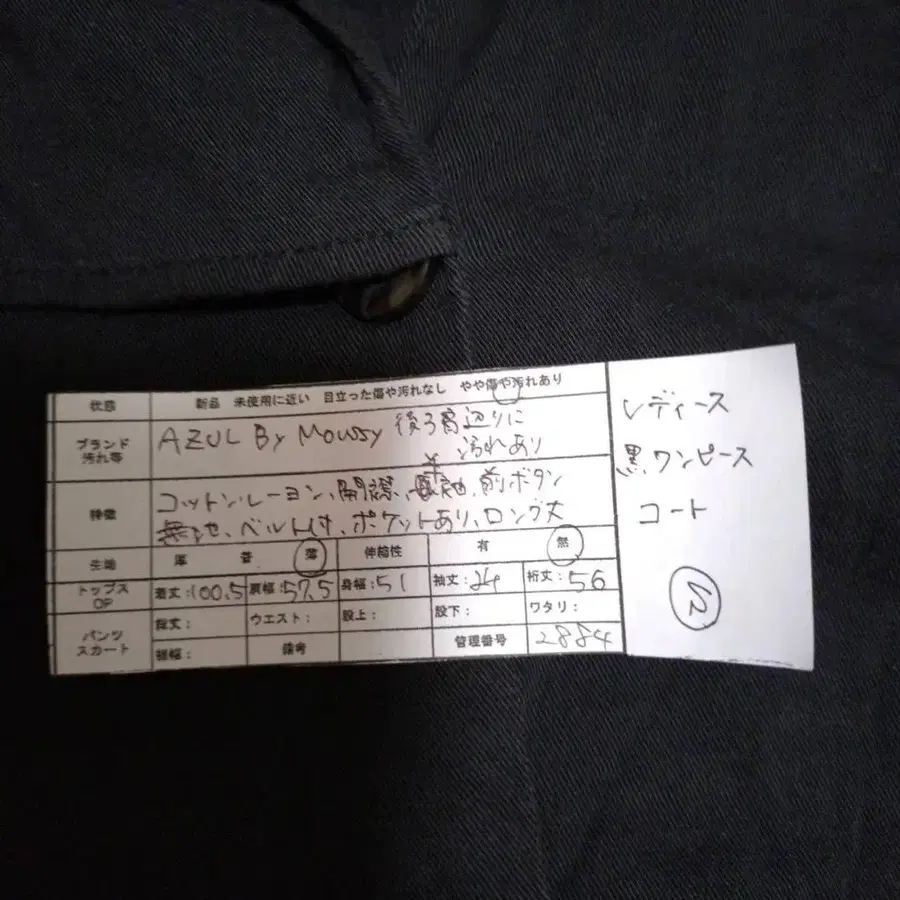 状態 新品 未使用に近い 目立った傷や汚れなし やや傷や汚れあり
ブランド 汚れ等 AZUL By Moussy 後ろ肩辺りに
汚れあり
特徴 コットン・レーヨン、開襟、半袖、前ボタン
無地、ベルト付、ポケットあり、ロング丈
生地 厚 普 薄 伸縮性 有 無
トップス OP 着丈:100.5 肩幅:57.5 身幅:51 袖丈:24 裄丈:56
パンツ スカート 総丈: ウエスト: 股上: 股下: ワタリ:
裾幅: 備考 管理番号 2884
レディース
黒ワンピース
コート